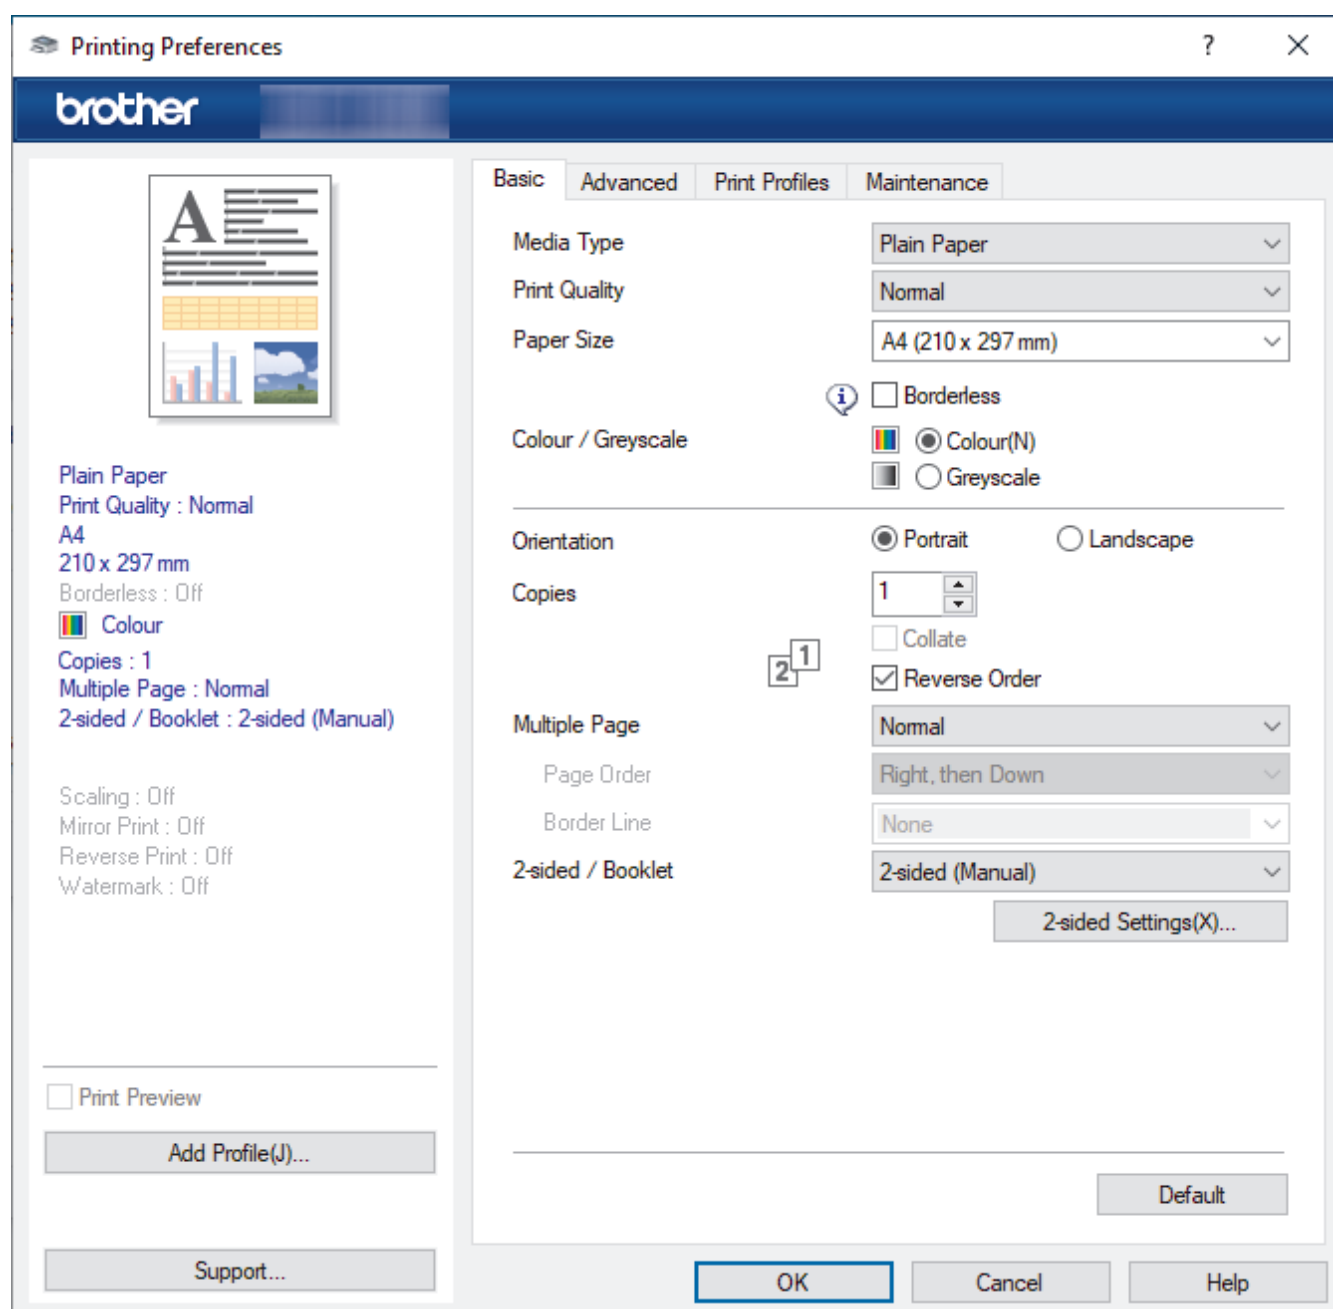 Printing Preferences
?
brother
Basic
Advanced
Print Profiles
Maintenance
A
Plain Paper
Print Quality : Normal
A4
210 x 297 mm
Borderless : Off
Colour
Copies : 1
Multiple Page : Normal
2-sided / Booklet : 2-sided (Manual)
Scaling : Off
Mirror Print : Off
Reverse Print : Off
Watermark : Off
Print Preview
Add Profile(J)...
Support...
Media Type Plain Paper
Print Quality Normal
Paper Size A4 (210 x 297 mm)
i Borderless
Colour / Greyscale Colour(N)
Greyscale
Orientation Portrait Landscape
Copies 1
Collate
2 1 Reverse Order
Multiple Page Normal
Page Order Right, then Down
Border Line None
2-sided / Booklet 2-sided (Manual)
2-sided Settings(X)...
Default
OK Cancel Help